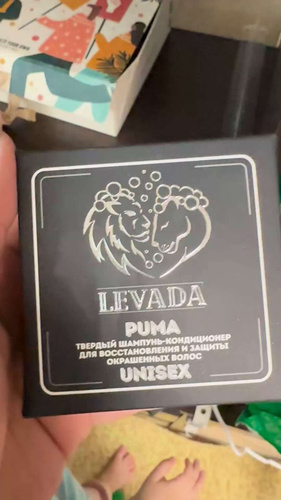 LEVADA
PUMA
ТВЕРДЫЙ ШАМПУНЬ-КОНДИЦИОНЕР
ДЛЯ ВОССТАНОВЛЕНИЯ И ЗАЩИТЫ
ОКРАШЕННЫХ ВОЛОС
UNISEX